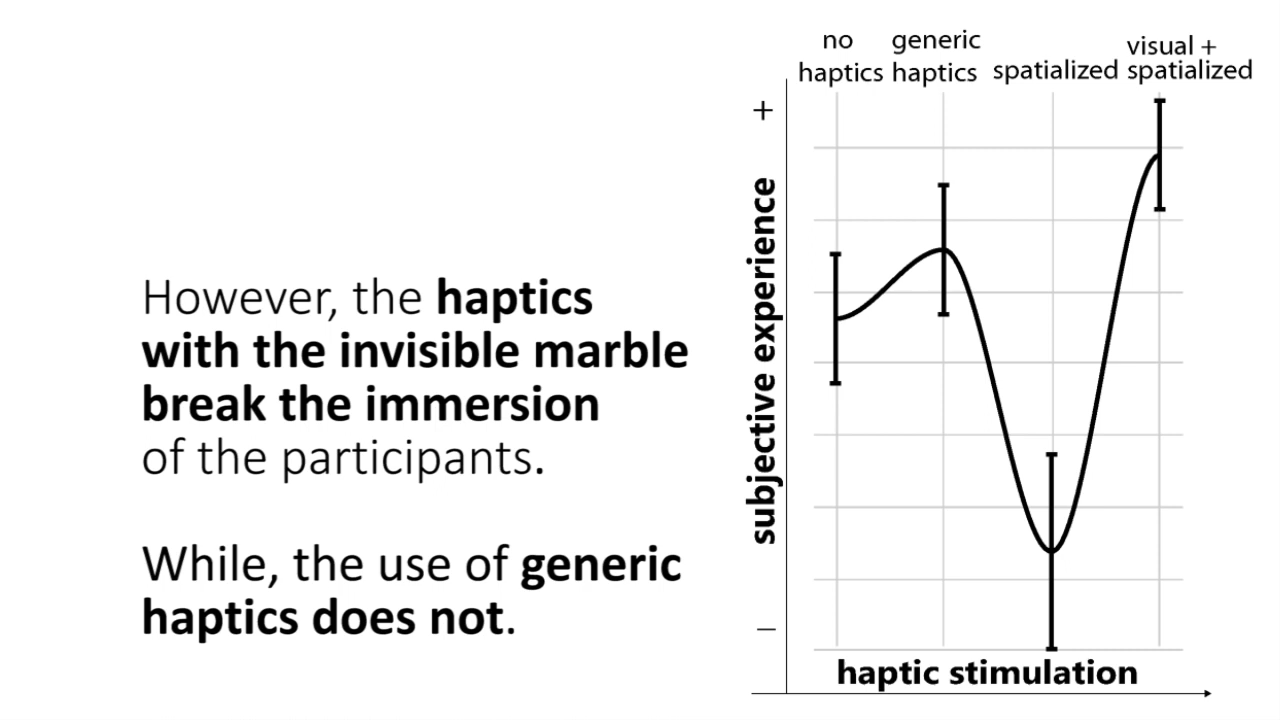 However, the haptics
with the invisible marble
break the immersion
of the participants.
While, the use of generic
haptics does not.
no
haptics
generic
haptics
spatialized
visual +
spatialized
+
subjective experience
–
haptic stimulation